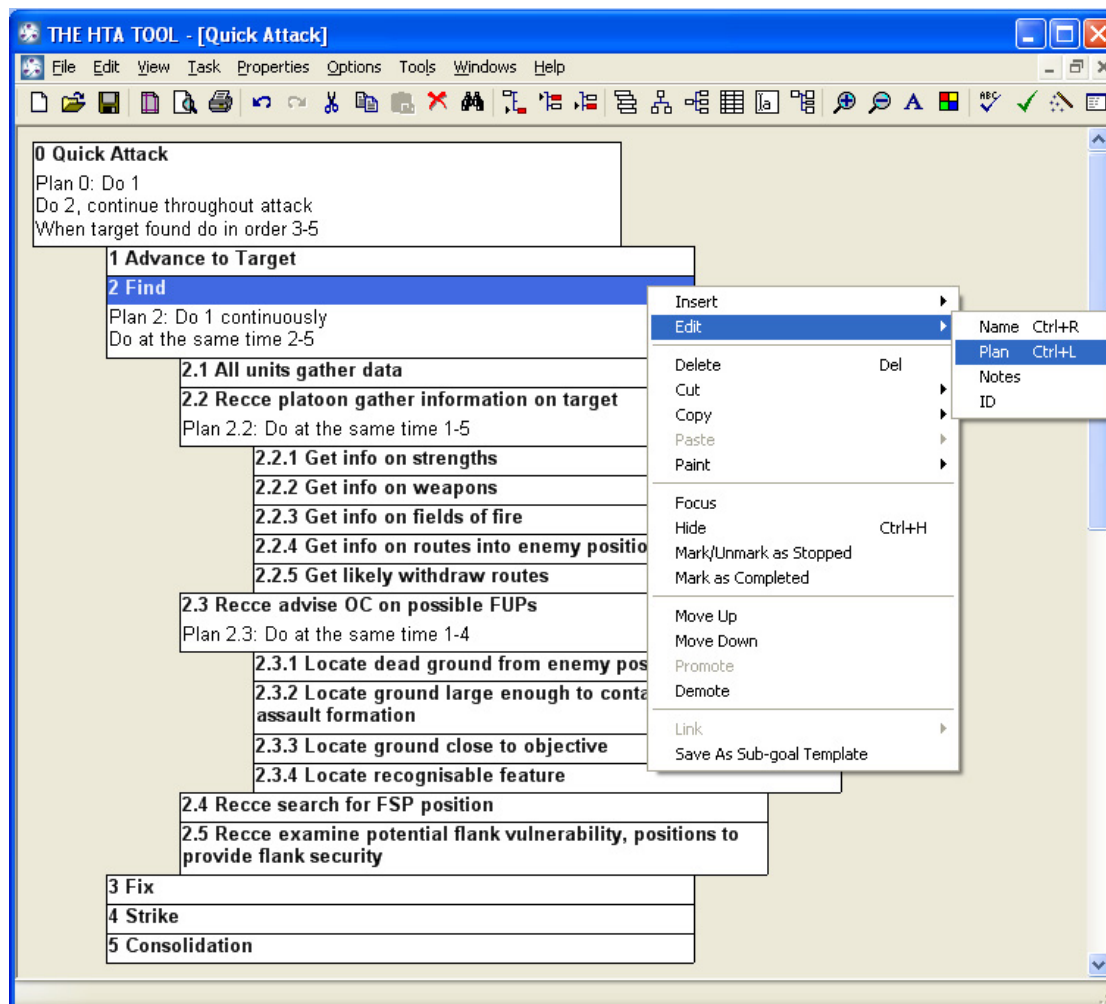 THE HTA TOOL - [Quick Attack]
File Edit View Task Properties Options Tools Windows Help
0 Quick Attack
Plan 0: Do 1
Do 2, continue throughout attack
When target found do in order 3-5
1 Advance to Target
2 Find
Plan 2: Do 1 continuously
Do at the same time 2-5
2.1 All units gather data
2.2 Recce platoon gather information on target
Plan 2.2: Do at the same time 1-5
2.2.1 Get info on strengths
2.2.2 Get info on weapons
2.2.3 Get info on fields of fire
2.2.4 Get info on routes into enemy positio
2.2.5 Get likely withdraw routes
2.3 Recce advise OC on possible FUPs
Plan 2.3: Do at the same time 1-4
2.3.1 Locate dead ground from enemy pos
2.3.2 Locate ground large enough to conta
assault formation
2.3.3 Locate ground close to objective
2.3.4 Locate recognisable feature
2.4 Recce search for FSP position
2.5 Recce examine potential flank vulnerability, positions to
provide flank security
3 Fix
4 Strike
5 Consolidation
Insert
Edit
Delete Del
Cut
Copy
Paste
Paint
Focus
Hide Ctrl+H
Mark/Unmark as Stopped
Mark as Completed
Move Up
Move Down
Promote
Demote
Link
Save As Sub-goal Template
Name Ctrl+R
Plan Ctrl+L
Notes
ID
ABC
A